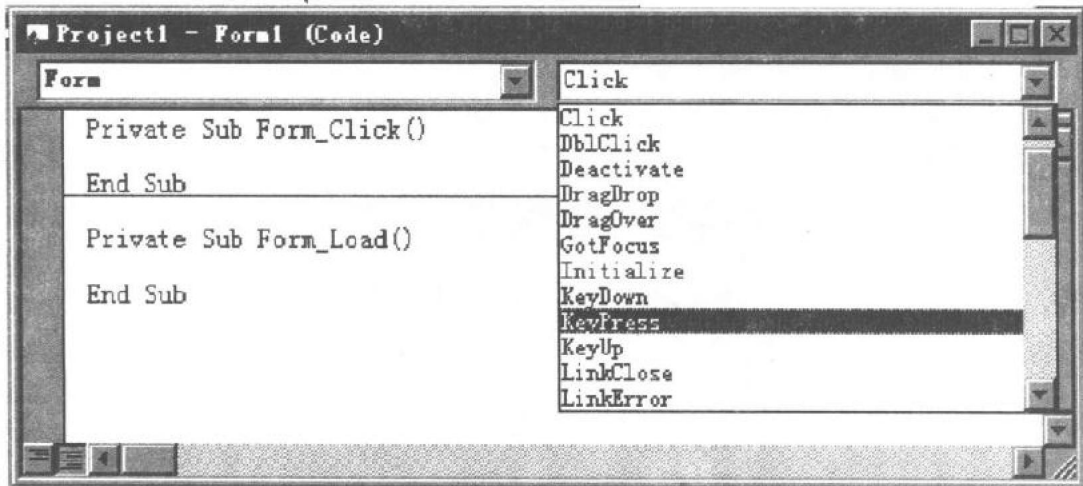 Project1 - Form1 (Code)
Form
Click
Private Sub Form_Click()
End Sub
Private Sub Form_Load()
End Sub
Click
DblClick
Deactivate
DragDrop
DragOver
GotFocus
Initialize
KeyDown
KeyPress
KeyUp
LinkClose
LinkError